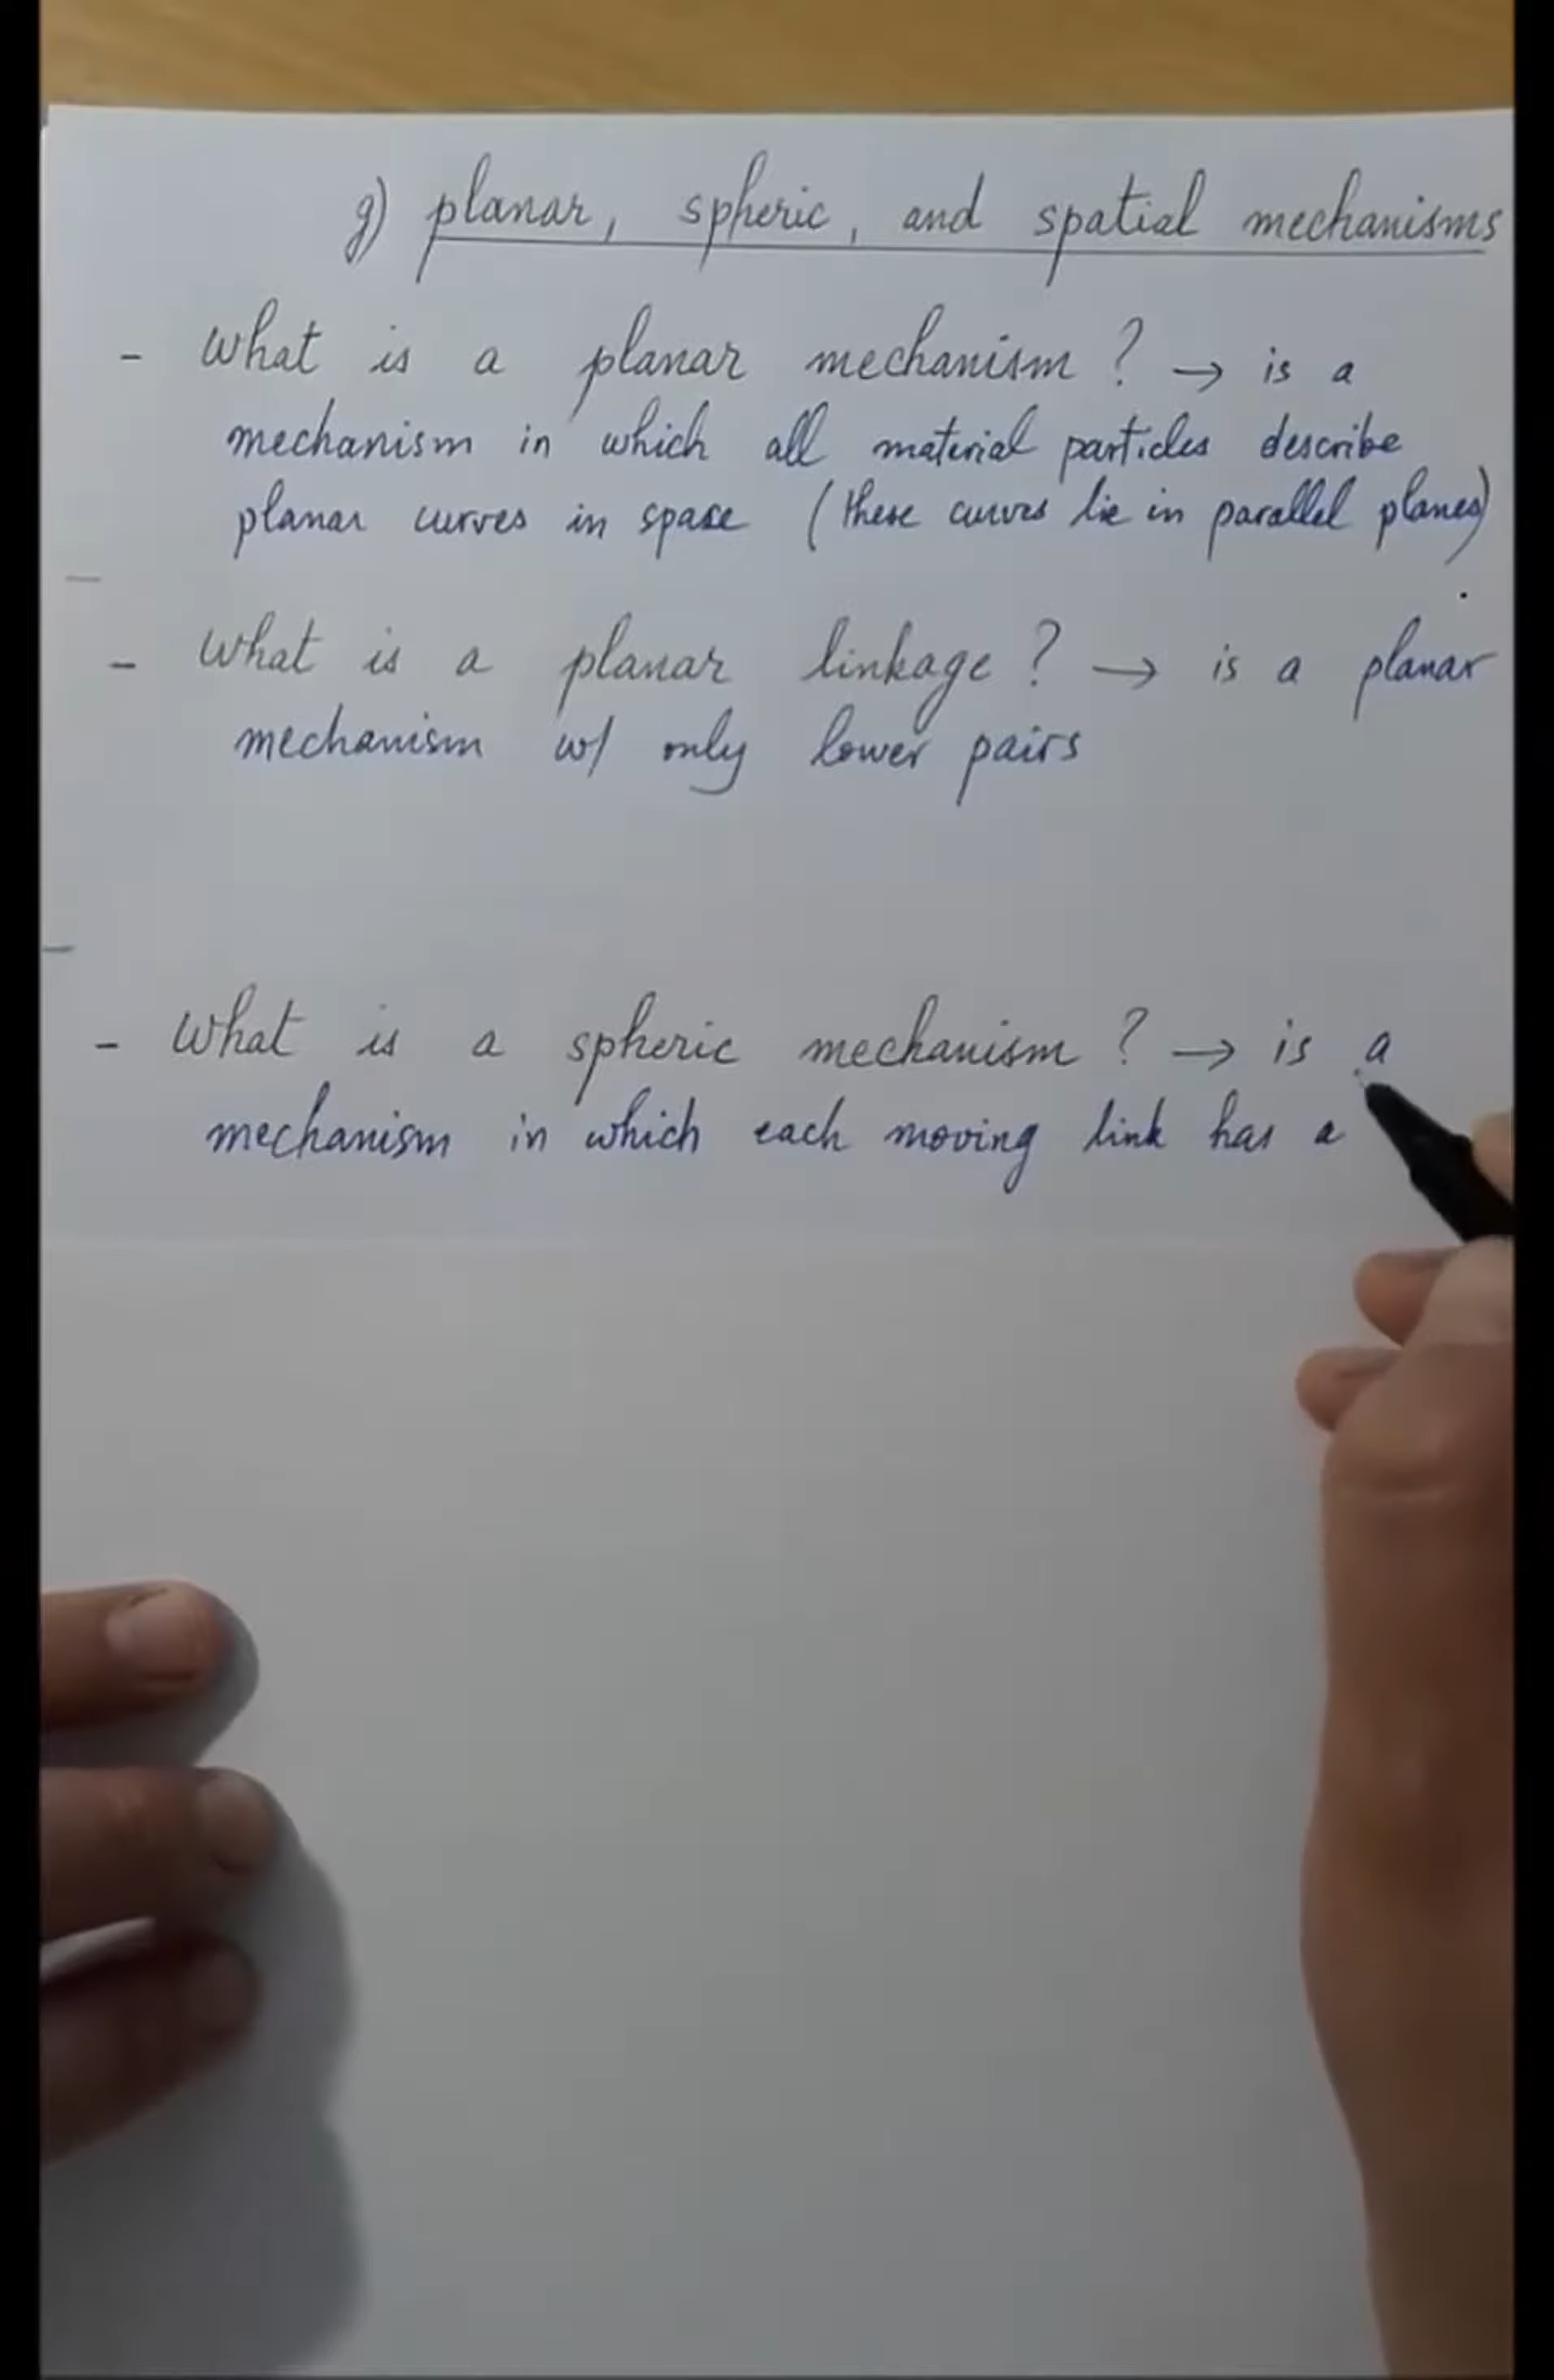 g) planar, spheric, and spatial mechanisms
- What is a planar mechanism? → is a
mechanism in which all material particles describe
planar curves in space (these curves lie in parallel planes)
- What is a planar linkage? → is a planar
mechanism w/ only lower pairs
- What is a spheric mechanism? → is a
mechanism in which each moving link has a